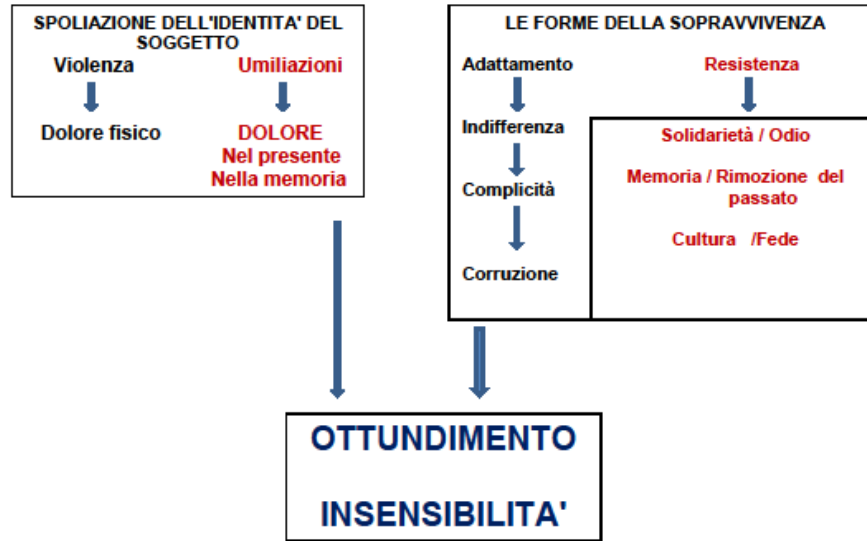 SPOLIAZIONE DELL'IDENTITA' DEL
SOGGETTO
Violenza
Umiliazioni
Dolore fisico
DOLORE
Nel presente
Nella memoria
LE FORME DELLA SOPRAVVIVENZA
Adattamento
Resistenza
Indifferenza
Complicità
Corruzione
Solidarietà / Odio
Memoria / Rimozione del
passato
Cultura /Fede
OTTUNDIMENTO
INSENSIBILITA'